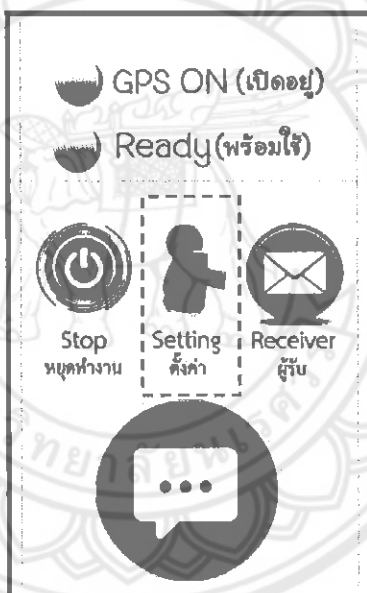 GPS ON (เปิดอยู่)
Ready (พร้อมใช้)
Stop Setting Receiver
หยุดทำงาน ตั้งค่า ผู้รับ